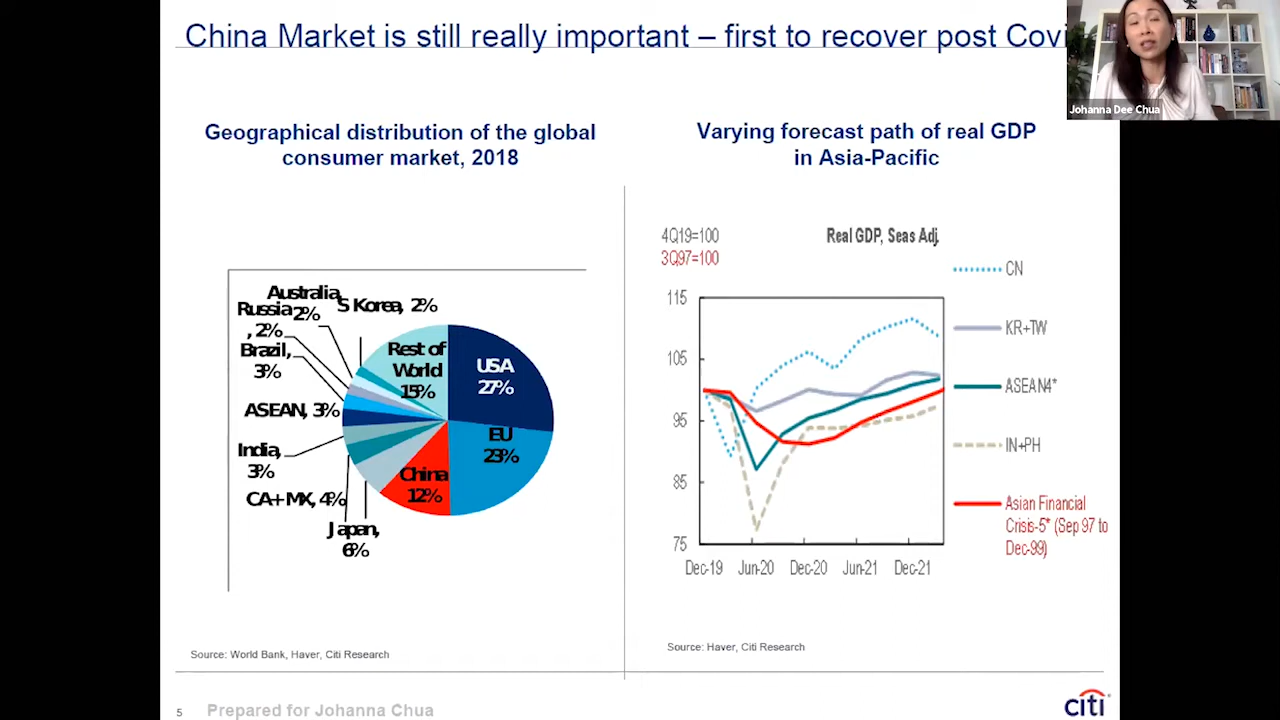 China Market is still really important – first to recover post Covi
Johanna Dee Chua
Geographical distribution of the global
consumer market, 2018
Australia,
2%
S Korea, 2%
Russia
, 2%
Brazil,
3%
ASEAN, 3%
India,
3%
CA+MX, 4%
Japan,
6%
Rest of
World
15%
USA
27%
EU
23%
China
12%
Source: World Bank, Haver, Citi Research
Varying forecast path of real GDP
in Asia-Pacific
4Q19=100
3Q97=100
Real GDP, Seas Adj.
115
105
95
85
75
Dec-19 Jun-20 Dec-20 Jun-21 Dec-21
CN
KR+TW
ASEAN4*
IN+PH
Asian Financial
Crisis-5* (Sep 97 to
Dec-99)
Source: Haver, Citi Research
5 Prepared for Johanna Chua
citi